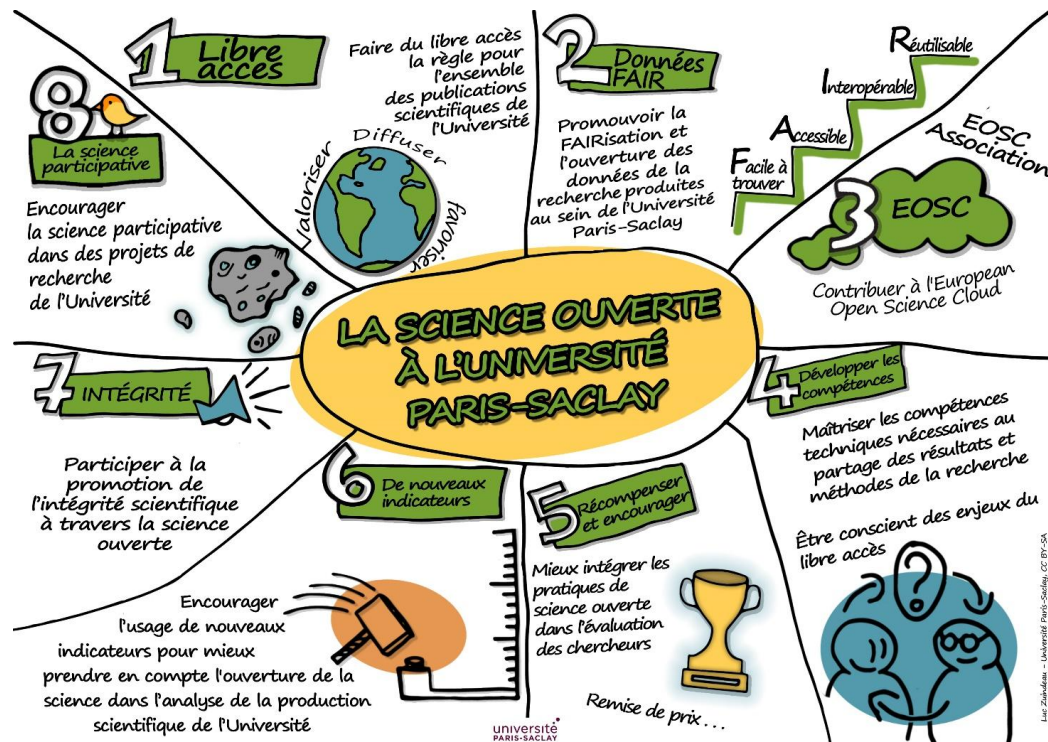 LA SCIENCE OUVERTE
À L'UNIVERSITÉ
PARIS-SACLAY
1 Libre
accès
Faire du libre accès
la règle pour
l'ensemble
des publications
scientifiques de
l'Université
Valoriser
Diffuser
favoriser
2 Données
FAIR
Promouvoir la
FAIRisation et
l'ouverture des
données de la
recherche produites
au sein de l'Université
Paris-Saclay
Facile à
trouver
Accessible
Interopérable
Réutilisable
EOSC
Association
3 EOSC
Contribuer à l'European
Open Science Cloud
4 Développer les
compétences
Maîtriser les compétences
techniques nécessaires au
partage des résultats et
méthodes de la recherche
Être conscient des enjeux du
libre accès
?
5 Récompenser
et encourager
Mieux intégrer les
pratiques de
science ouverte
dans l'évaluation
des chercheurs
Remise de prix...
6 De nouveaux
indicateurs
Encourager
l'usage de nouveaux
indicateurs pour mieux
prendre en compte l'ouverture de la
science dans l'analyse de la production
scientifique de l'Université
7 INTÉGRITÉ
Participer à la
promotion de
l'intégrité scientifique
à travers la science
ouverte
8
La science
participative
Encourager
la science participative
dans des projets de
recherche
de l'Université
université
PARIS-SACLAY
Luc Zuindeau - Université Paris-Saclay, CC BY-SA